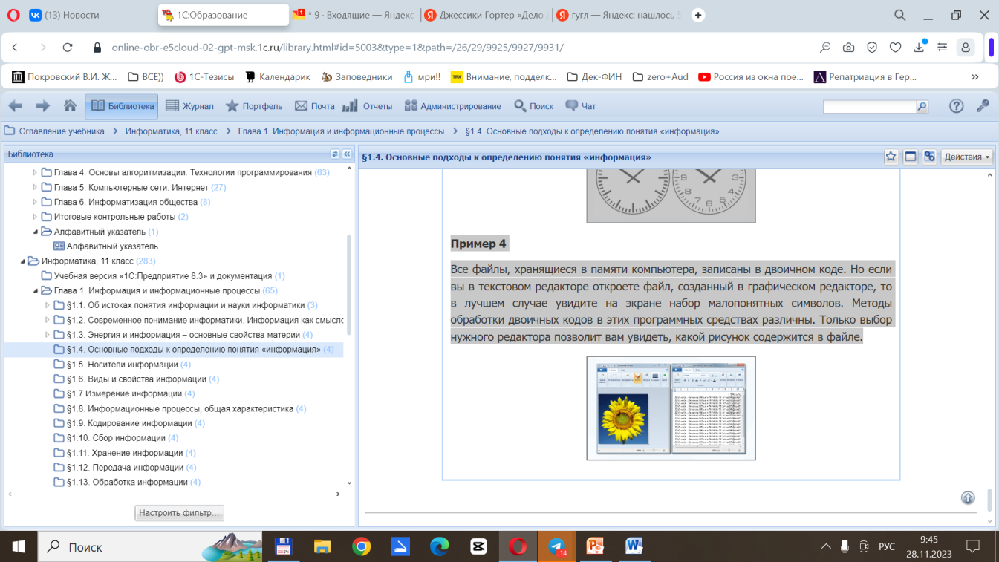 (13) Новости
1С:Образование
* 9 · Входящие — Яндекс
Джессики Гортер «Дело
гугл — Яндекс: нашлось
online-obr-e5cloud-02-gpt-msk.1c.ru/library.html#id=5003&type=1&path=/26/29/9925/9927/9931/
Покровский В.И. Ж...
ВСЕ))
1С-Тезисы
Календарик
Заповедники
мри!!
Внимание, подделк...
Дек-ФИН
zero+Aud
Россия из окна пое...
Репатриация в Гер...
»
Библиотека
Журнал
Портфель
Почта
Отчеты
Администрирование
Поиск
Чат
Оглавление учебника > Информатика, 11 класс > Глава 1. Информация и информационные процессы > §1.4. Основные подходы к определению понятия «информация»
Библиотека
Глава 4. Основы алгоритмизации. Технологии программирования (63)
Глава 5. Компьютерные сети. Интернет (27)
Глава 6. Информатизация общества (8)
Итоговые контрольные работы (2)
Алфавитный указатель (1)
Алфавитный указатель
Информатика, 11 класс (283)
Учебная версия «1С:Предприятие 8.3» и документация (1)
Глава 1. Информация и информационные процессы (65)
§1.1. Об истоках понятия информации и науки информатики (3)
§1.2. Современное понимание информатики. Информация как смысло
§1.3. Энергия и информация – основные свойства материи (4)
§1.4. Основные подходы к определению понятия «информация» (4)
§1.5. Носители информации (4)
§1.6. Виды и свойства информации (4)
§1.7 Измерение информации (4)
§1.8. Информационные процессы, общая характеристика (4)
§1.9. Кодирование информации (4)
§1.10. Сбор информации (4)
§1.11. Хранение информации (4)
§1.12. Передача информации (4)
§1.13. Обработка информации (4)
Настроить фильтр...
§1.4. Основные подходы к определению понятия «информация»
Действия
9 3
8 4
7 6 5
Пример 4
Все файлы, хранящиеся в памяти компьютера, записаны в двоичном коде. Но если
вы в текстовом редакторе откроете файл, созданный в графическом редакторе, то
в лучшем случае увидите на экране набор малопонятных символов. Методы
обработки двоичных кодов в этих программных средствах различны. Только выбор
нужного редактора позволит вам увидеть, какой рисунок содержится в файле.
Поиск
14
РУС
9:45
28.11.2023